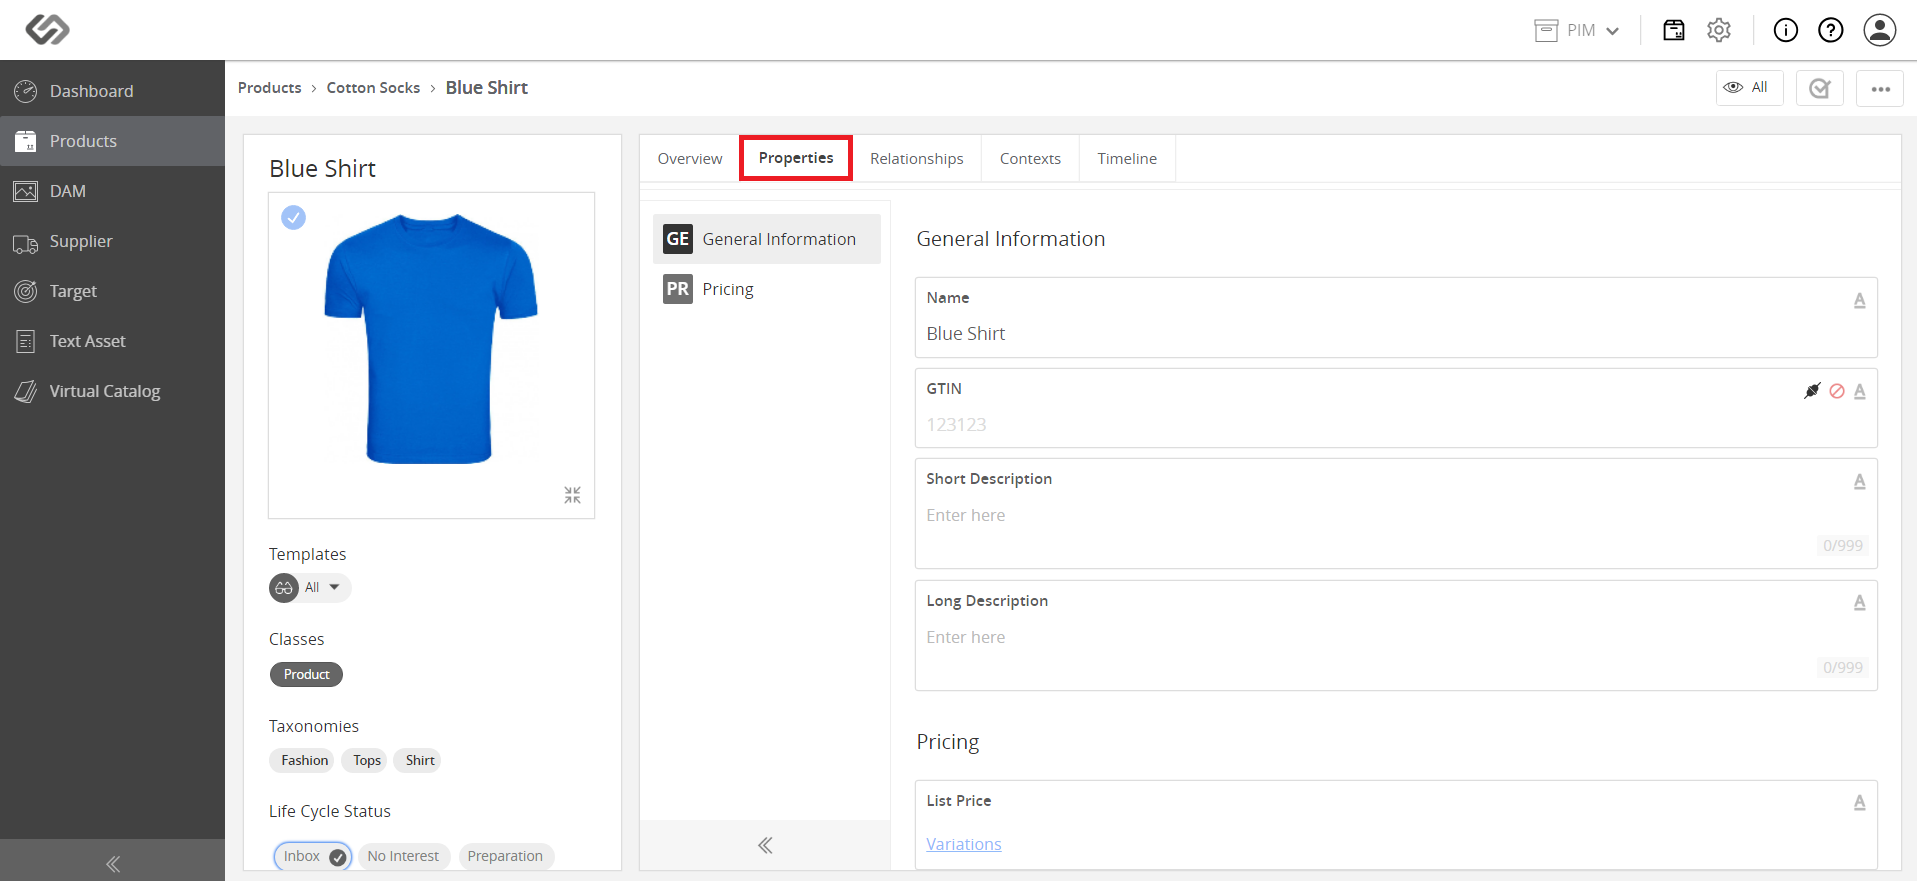 PIM
Dashboard
Products
DAM
Supplier
Target
Text Asset
Virtual Catalog
Products › Cotton Socks › Blue Shirt
All
Blue Shirt
Templates
All
Classes
Product
Taxonomies
Fashion Tops Shirt
Life Cycle Status
Inbox No Interest Preparation
Overview Properties Relationships Contexts Timeline
GE General Information
PR Pricing
General Information
Name
A
Blue Shirt
GTIN
A
123123
Short Description
A
Enter here
0/999
Long Description
A
Enter here
0/999
Pricing
List Price
A
Variations